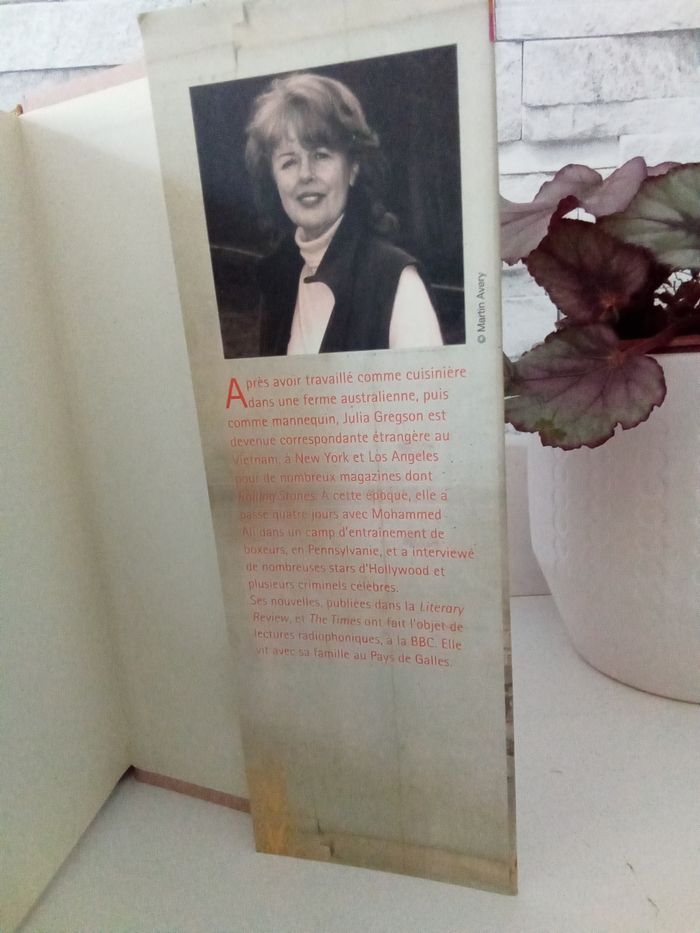 © Martin Avery
Après avoir travaillé comme cuisinière
dans une ferme australienne, puis
comme mannequin, Julia Gregson est
devenue correspondante étrangère au
Vietnam, à New York et Los Angeles
pour de nombreux magazines dont
Rolling Stones. A cette époque, elle a
passé quatre jours avec Mohammed
Ali dans un camp d'entraînement de
boxeurs, en Pennsylvanie, et a interviewé
de nombreuses stars d'Hollywood et
plusieurs criminels célèbres.
Ses nouvelles, publiées dans la Literary
Review, et The Times ont fait l'objet de
lectures radiophoniques, à la BBC. Elle
vit avec sa famille au Pays de Galles.